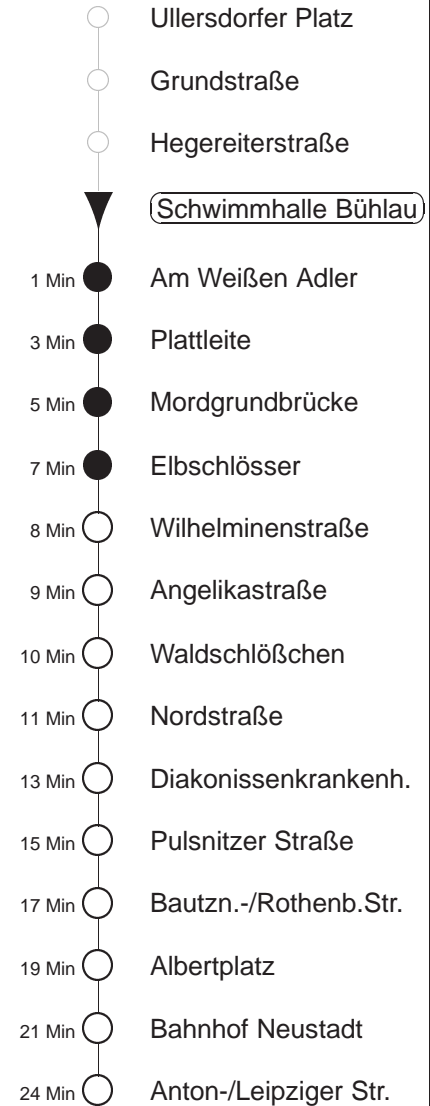 Ullersdorfer Platz
Grundstraße
Hegereiterstraße
Schwimmhalle Bühlau
1 Min Am Weißen Adler
3 Min Plattleite
5 Min Mordgrundbrücke
7 Min Elbschlösser
8 Min Wilhelminenstraße
9 Min Angelikastraße
10 Min Waldschlößchen
11 Min Nordstraße
13 Min Diakonissenkrankenh.
15 Min Pulsnitzer Straße
17 Min Bautzn.-/Rothenb.Str.
19 Min Albertplatz
21 Min Bahnhof Neustadt
24 Min Anton-/Leipziger Str.